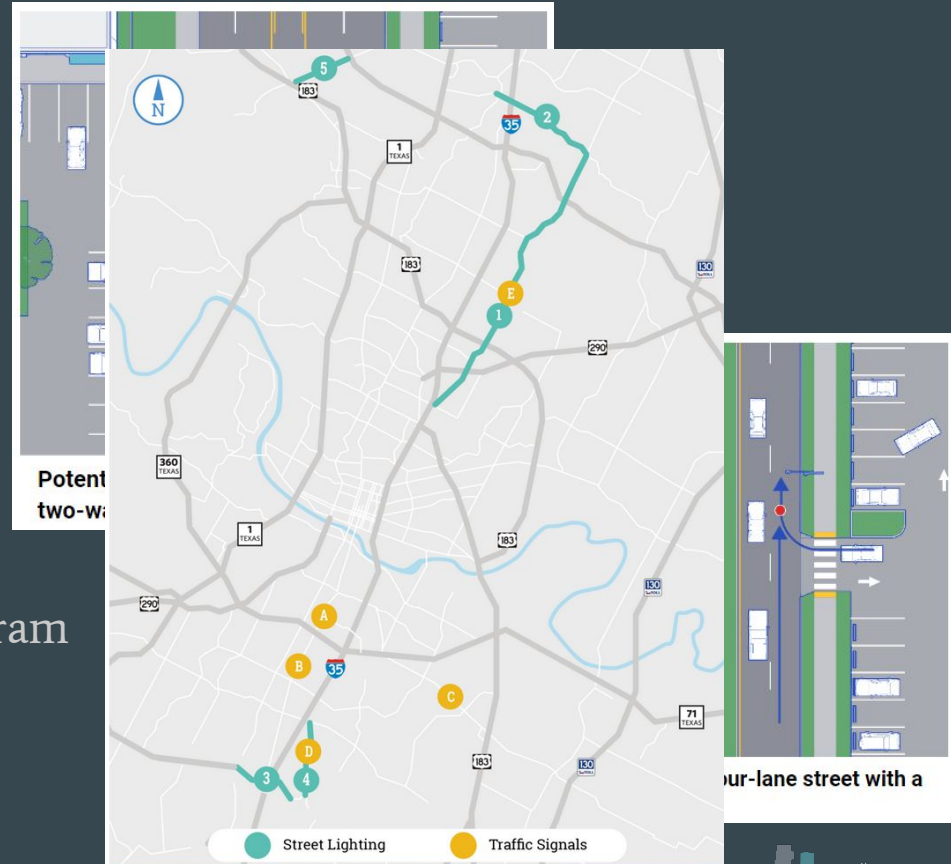 5
183
N
2
35
1
TEXAS
183
130
E
1
290
Potent
two-wa
360
TEXAS
1
TEXAS
183
130
290
A
ram
B
35
C
71
TEXAS
D
183
130
3
4
our-lane street with a
Street Lighting
Traffic Signals